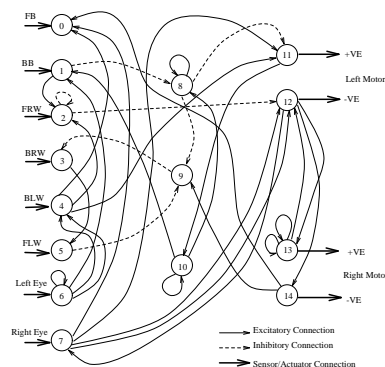 FB
0
BB
1
FRW
2
BRW
3
BLW
4
FLW
5
Left Eye
6
Right Eye
7
8
9
10
11
+VE
Left Motor
12
-VE
13
+VE
Right Moto
14
-VE
Excitatory Connection
Inhibitory Connection
Sensor/Actuator Connection